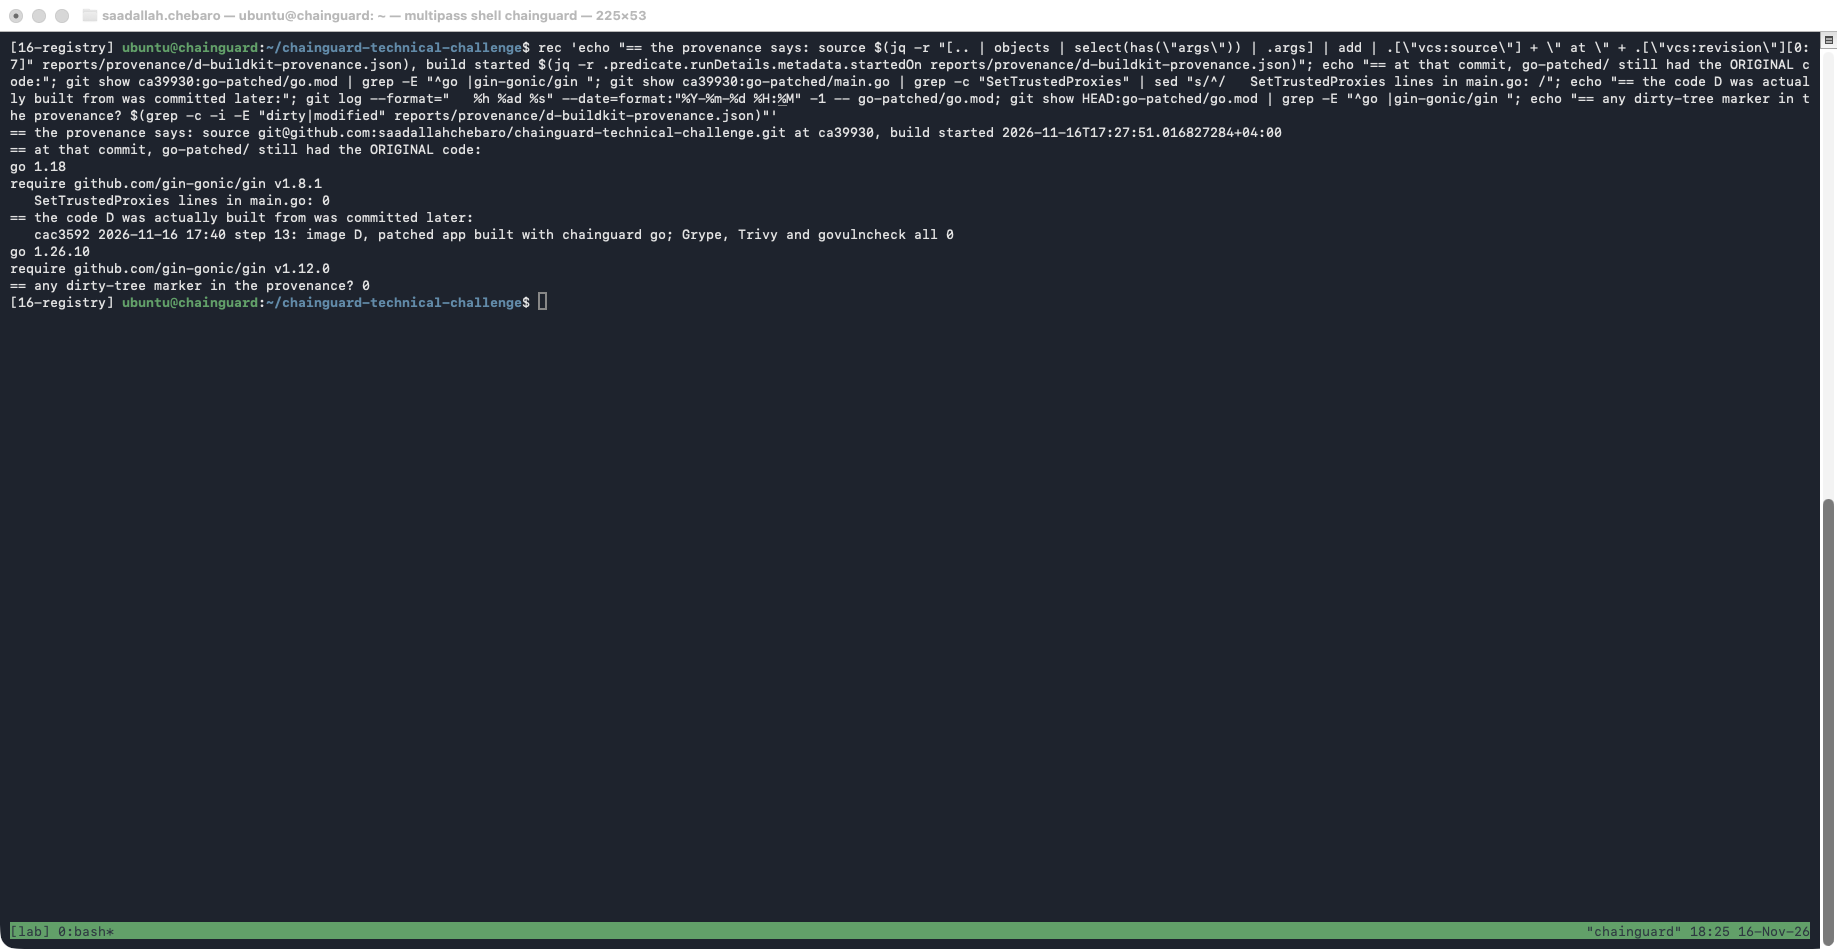 saadallah.chebaro — ubuntu@chainguard: ~ — multipass shell chainguard — 225×53
[16-registry] ubuntu@chainguard:~/chainguard-technical-challenge$ rec 'echo "== the provenance says: source $(jq -r "[.. | objects | select(has(\"args\")) | .args] | add | .[\"vcs:source\"] + \" at \" + .[\"vcs:revision\"][0:
7]" reports/provenance/d-buildkit-provenance.json), build started $(jq -r .predicate.runDetails.metadata.startedOn reports/provenance/d-buildkit-provenance.json)"; echo "== at that commit, go-patched/ still had the ORIGINAL c
ode:"; git show ca39930:go-patched/go.mod | grep -E "^go |gin-gonic/gin "; git show ca39930:go-patched/main.go | grep -c "SetTrustedProxies" | sed "s/^/   SetTrustedProxies lines in main.go: /"; echo "== the code D was actual
ly built from was committed later:"; git log --format="   %h %ad %s" --date=format:"%Y-%m-%d %H:%M" -1 -- go-patched/go.mod; git show HEAD:go-patched/go.mod | grep -E "^go |gin-gonic/gin "; echo "== any dirty-tree marker in t
he provenance? $(grep -c -i -E "dirty|modified" reports/provenance/d-buildkit-provenance.json)"'
== the provenance says: source git@github.com:saadallahchebaro/chainguard-technical-challenge.git at ca39930, build started 2026-11-16T17:27:51.016827284+04:00
== at that commit, go-patched/ still had the ORIGINAL code:
go 1.18
require github.com/gin-gonic/gin v1.8.1
   SetTrustedProxies lines in main.go: 0
== the code D was actually built from was committed later:
   cac3592 2026-11-16 17:40 step 13: image D, patched app built with chainguard go; Grype, Trivy and govulncheck all 0
go 1.26.10
require github.com/gin-gonic/gin v1.12.0
== any dirty-tree marker in the provenance? 0
[16-registry] ubuntu@chainguard:~/chainguard-technical-challenge$
[lab] 0:bash* "chainguard" 18:25 16-Nov-26